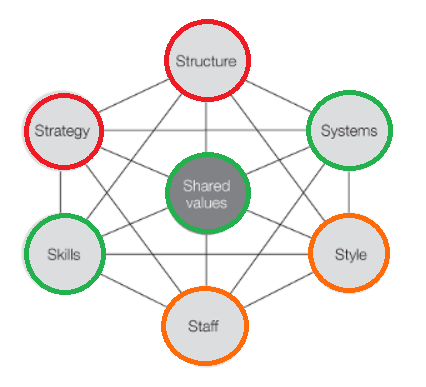 Structure
Strategy
Systems
Shared
values
Skills
Style
Staff